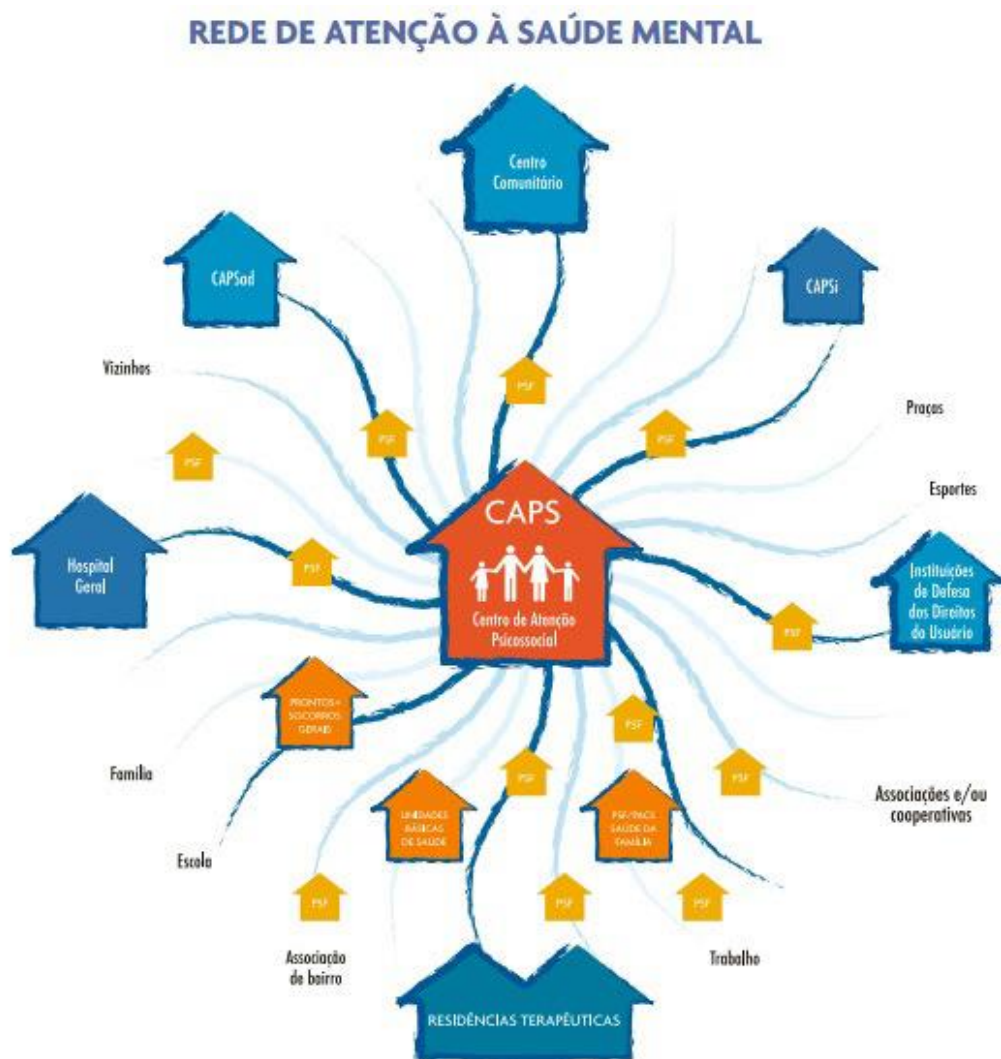 REDE DE ATENÇÃO À SAÚDE MENTAL
Centro
Comunitário
CAPSad
CAPSi
Vizinhos
PSF
PSF
PSF
Praças
PSF
Esportes
CAPS
Hospital
Geral
PSF
Centro de Atenção
Psicossocial
Instituições
de Defesa
dos Direitos
do Usuário
PSF
PRONTOS-
SOCORROS
GERAIS
PSF
Família
PSF
PSF
Associações e/ou
cooperativas
UNIDADES
BÁSICAS
DE SAÚDE
PSF/PACS
SAÚDE DA
FAMÍLIA
Escola
PSF
PSF
PSF
Associação
de bairro
Trabalho
RESIDÊNCIAS TERAPÊUTICAS